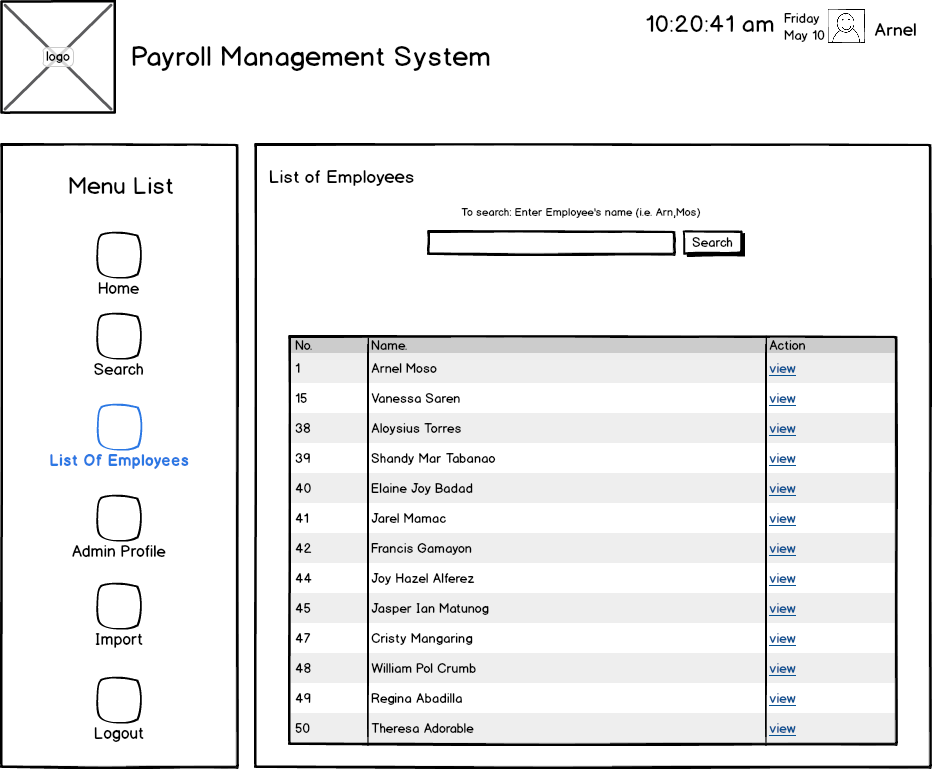 logo
Payroll Management System
10:20:41 am
Friday
May 10
Arnel
Menu List
Home
Search
List Of Employees
Admin Profile
Import
Logout
List of Employees
To search: Enter Employee's name (i.e. Arn,Mos)
Search
No. Name. Action
1 Arnel Moso view
15 Vanessa Saren view
38 Aloysius Torres view
39 Shandy Mar Tabanao view
40 Elaine Joy Badad view
41 Jarel Mamac view
42 Francis Gamayon view
44 Joy Hazel Alferez view
45 Jasper Ian Matunog view
47 Cristy Mangaring view
48 William Pol Crumb view
49 Regina Abadilla view
50 Theresa Adorable view